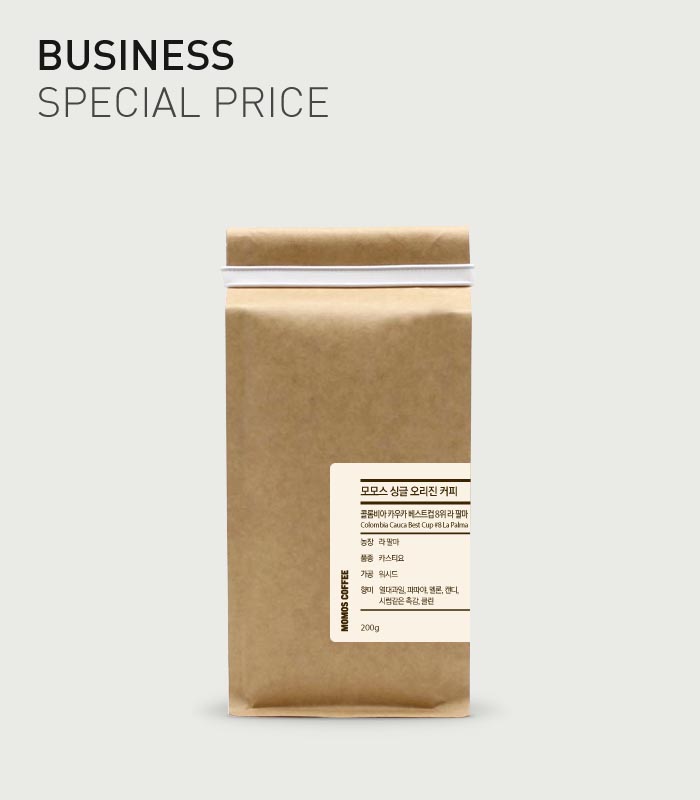 BUSINESS
SPECIAL PRICE
모모스 싱글 오리진 커피
콜롬비아 카우카 베스트컵 8위 라 팔마
Colombia Cauca Best Cup #8 La Palma
농장 라 팔마
품종 카스티요
가공 워시드
향미 열대과일, 파파야, 멜론, 캔디,
시럽같은 촉감, 클린
200g
MOMOS COFFEE